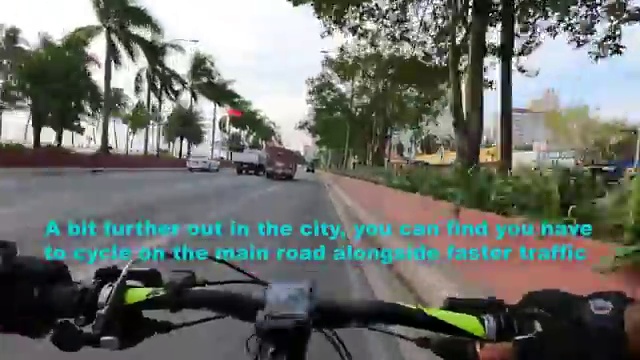 A bit further out in the city, you can find you have
to cycle on the main road alongside faster traffic